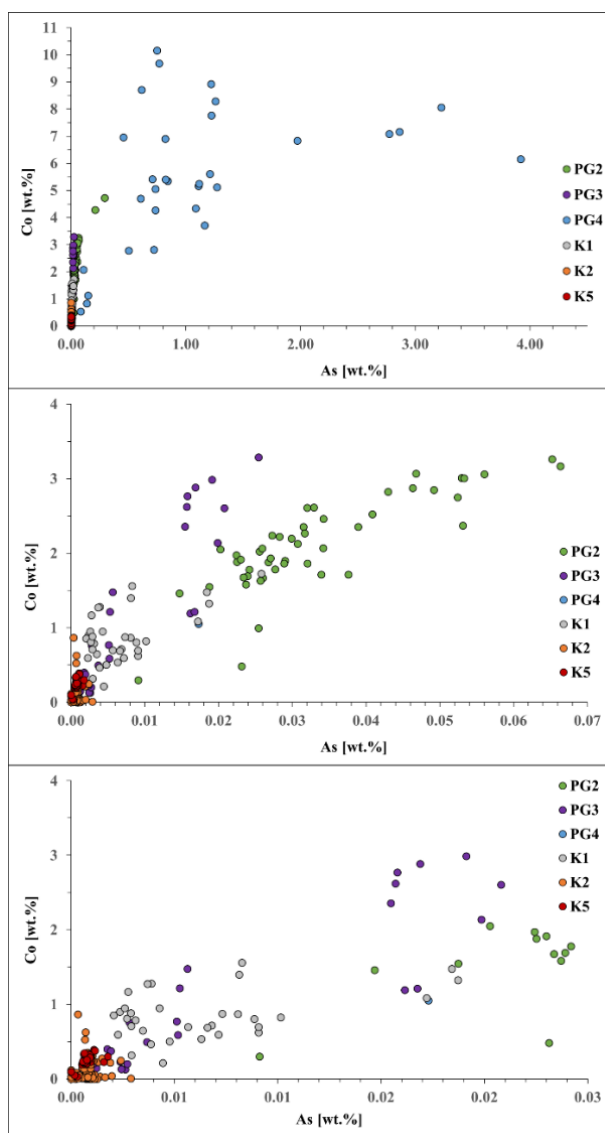 11
10
9
8
7
6
5
4
3
2
1
0
Co [wt.%]
PG2
PG3
PG4
K1
K2
K5
0.00 1.00 2.00 3.00 4.00
As [wt.%]
4
3
2
1
0
Co [wt.%]
PG2
PG3
PG4
K1
K2
K5
0.00 0.01 0.02 0.03 0.04 0.05 0.06 0.07
As [wt.%]
4
3
2
1
0
Co [wt.%]
PG2
PG3
PG4
K1
K2
K5
0.00 0.01 0.01 0.02 0.02 0.03
As [wt.%]